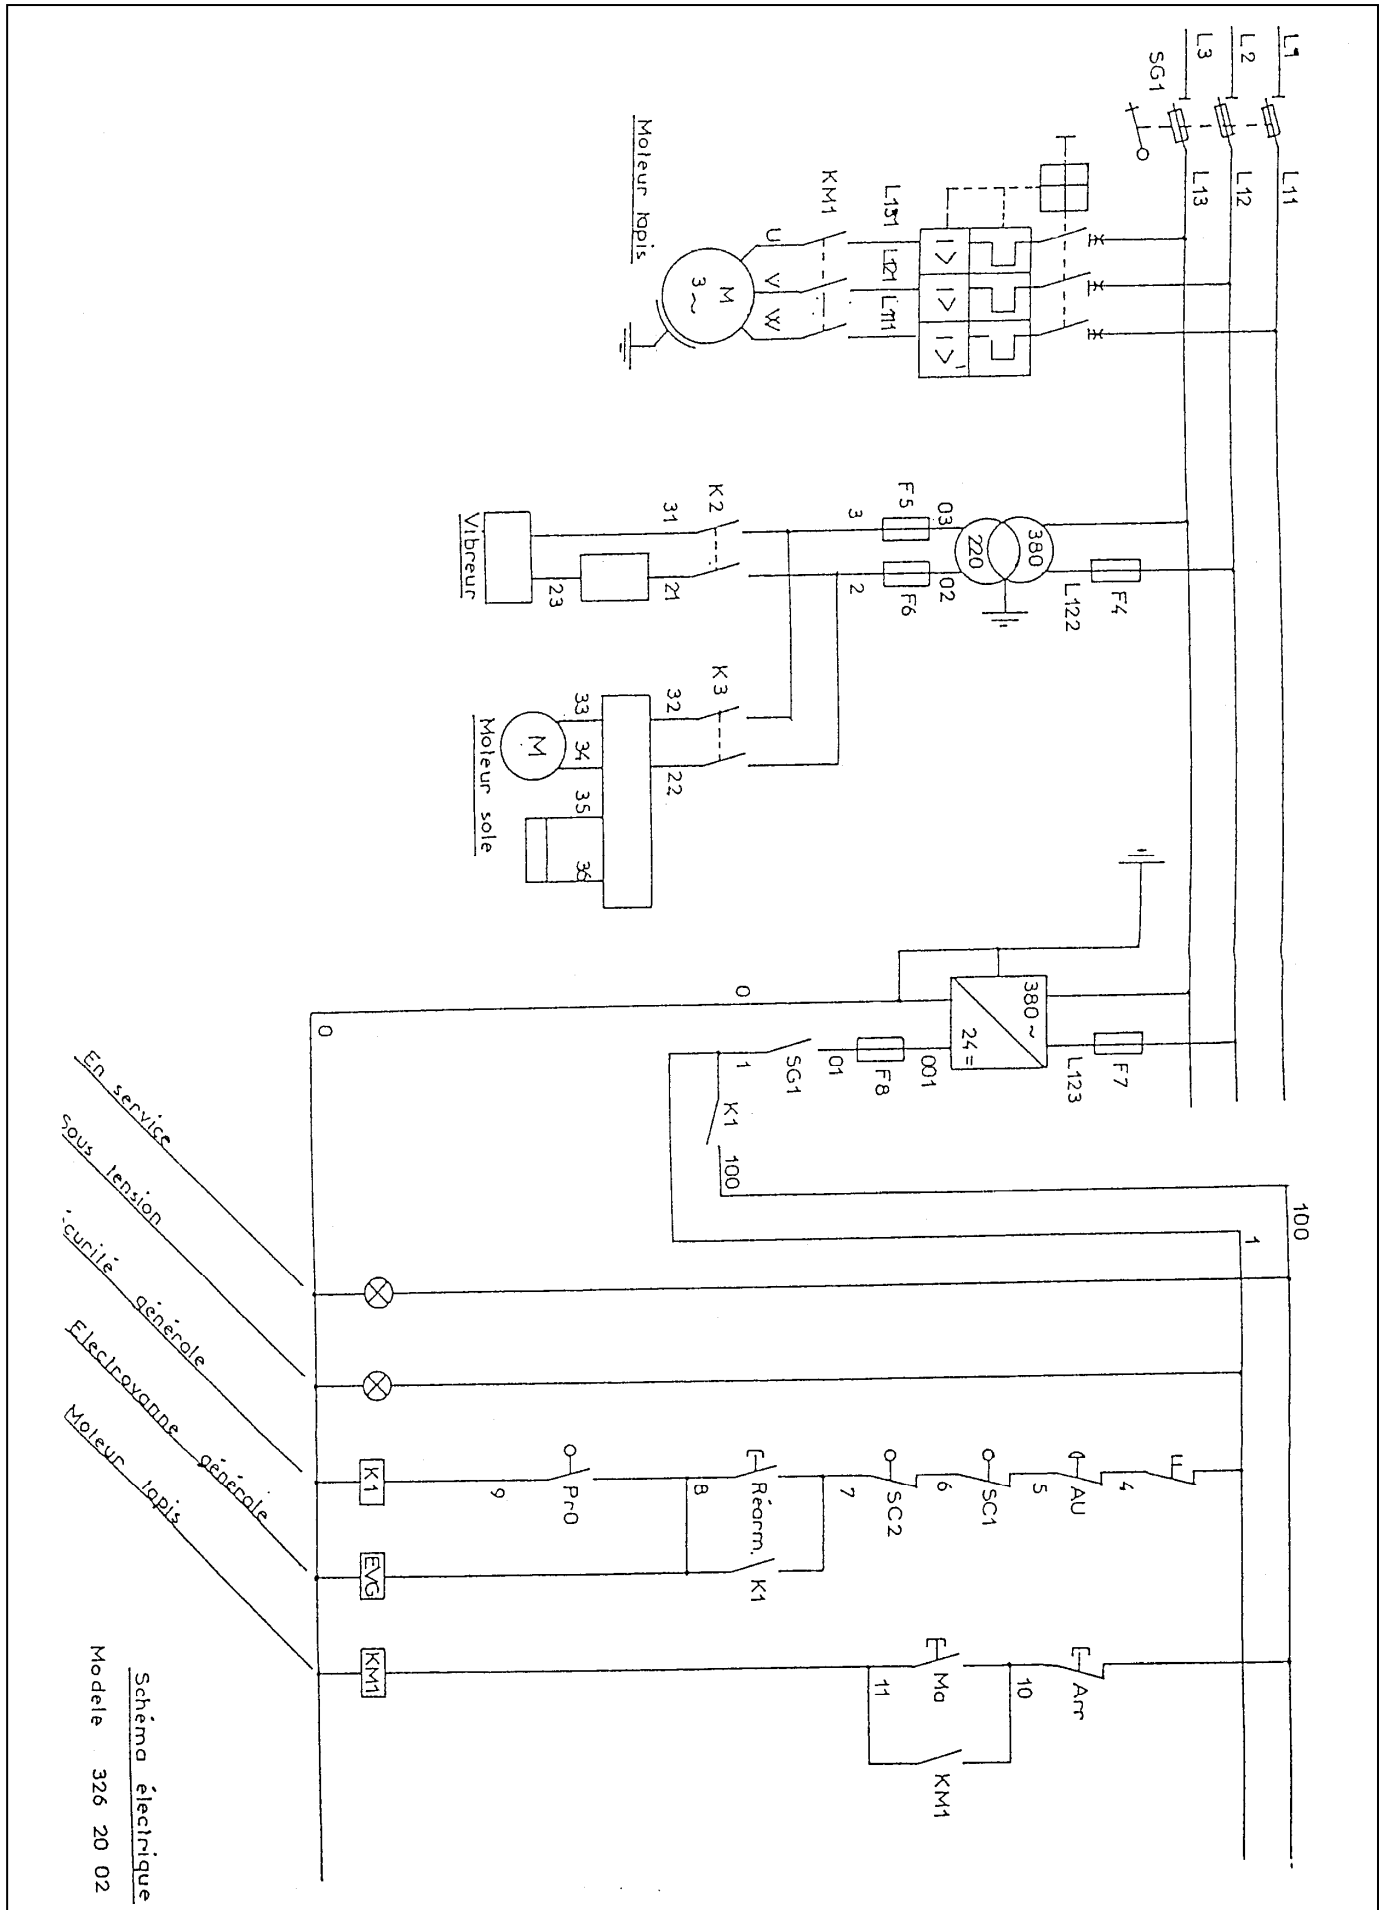 L1
L2
L3
SG1
L11
L12
L13
L131
L121
L111
KM1
U
V
W
M
3 ~
Moteur tapis
I>
I>
I>
380
220
F4
L122
03
02
F5
F6
3
2
K2
31
21
23
Vibreur
K3
32
22
33
34
35
36
M
Moteur sole
380 ~
24 =
F7
L123
001
F8
01
SG1
1
K1
100
0
0
100
1
En service
Sous tension
curité générale
Electrovanne générale
Moteur tapis
4
AU
5
SC1
6
SC2
7
Réarm.
K1
8
Pr0
9
K1
EVG
KM1
Arr
10
Ma
11
KM1
Schéma électrique
Modele 326 20 02